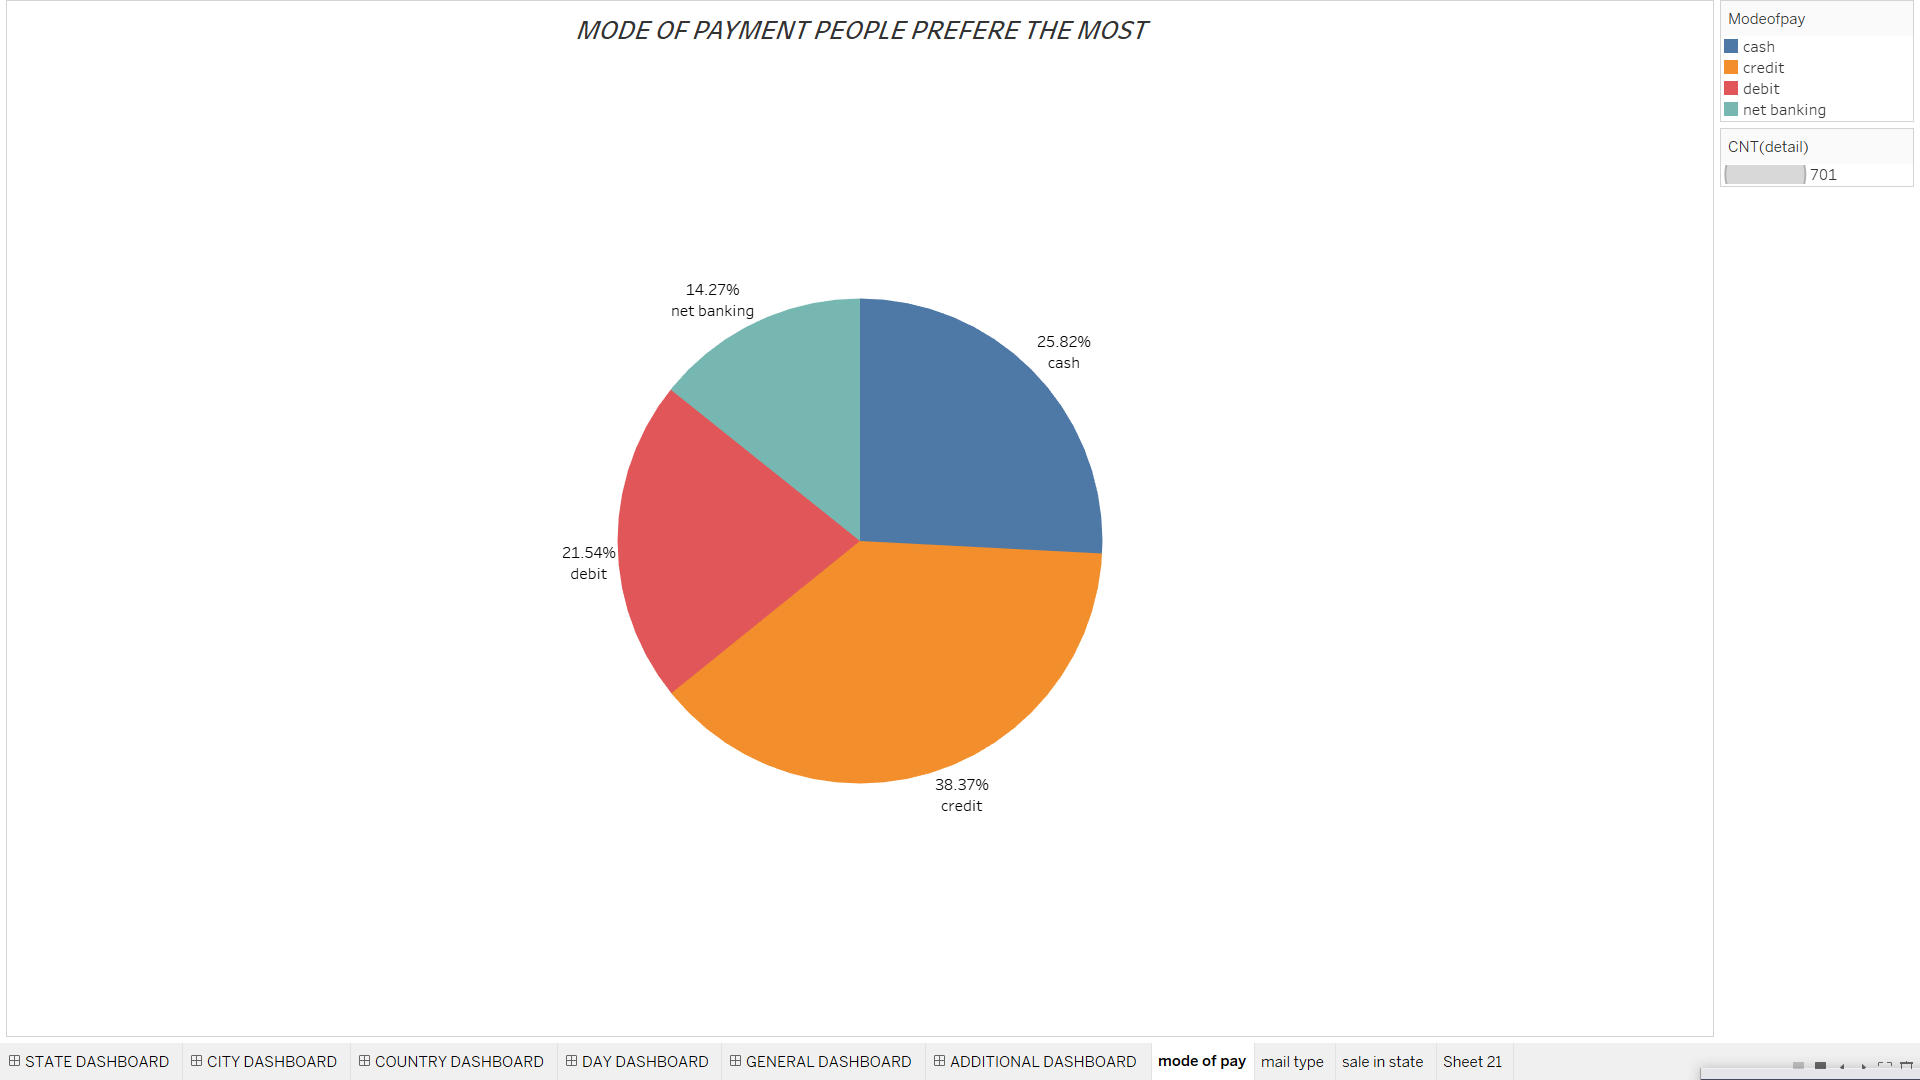 MODE OF PAYMENT PEOPLE PREFERE THE MOST
Modeofpay
cash
credit
debit
net banking
CNT(detail)
701
14.27%
net banking
25.82%
cash
21.54%
debit
38.37%
credit
STATE DASHBOARD CITY DASHBOARD COUNTRY DASHBOARD DAY DASHBOARD GENERAL DASHBOARD ADDITIONAL DASHBOARD mode of pay mail type sale in state Sheet 21